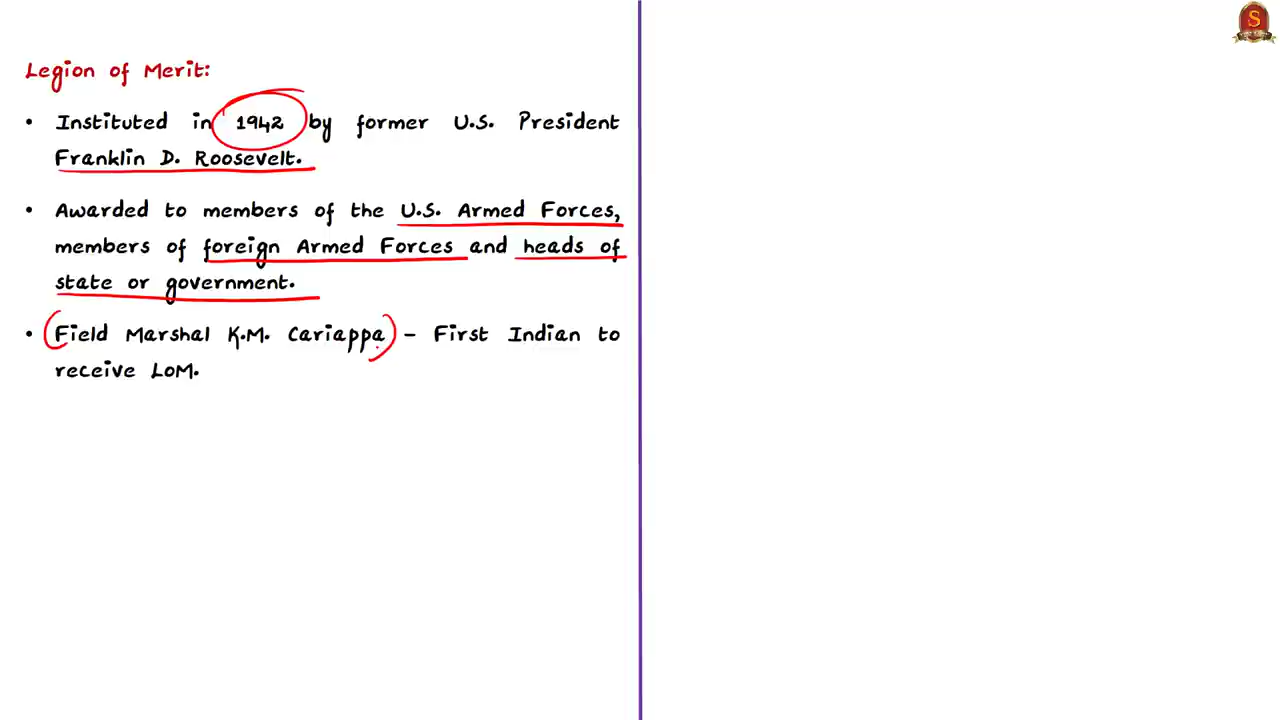 Legion of Merit:
• Instituted in 1942 by former U.S. President
Franklin D. Roosevelt.
• Awarded to members of the U.S. Armed Forces,
members of foreign Armed Forces and heads of
state or government.
• Field Marshal K.M. Cariappa - First Indian to
receive LoM.
S